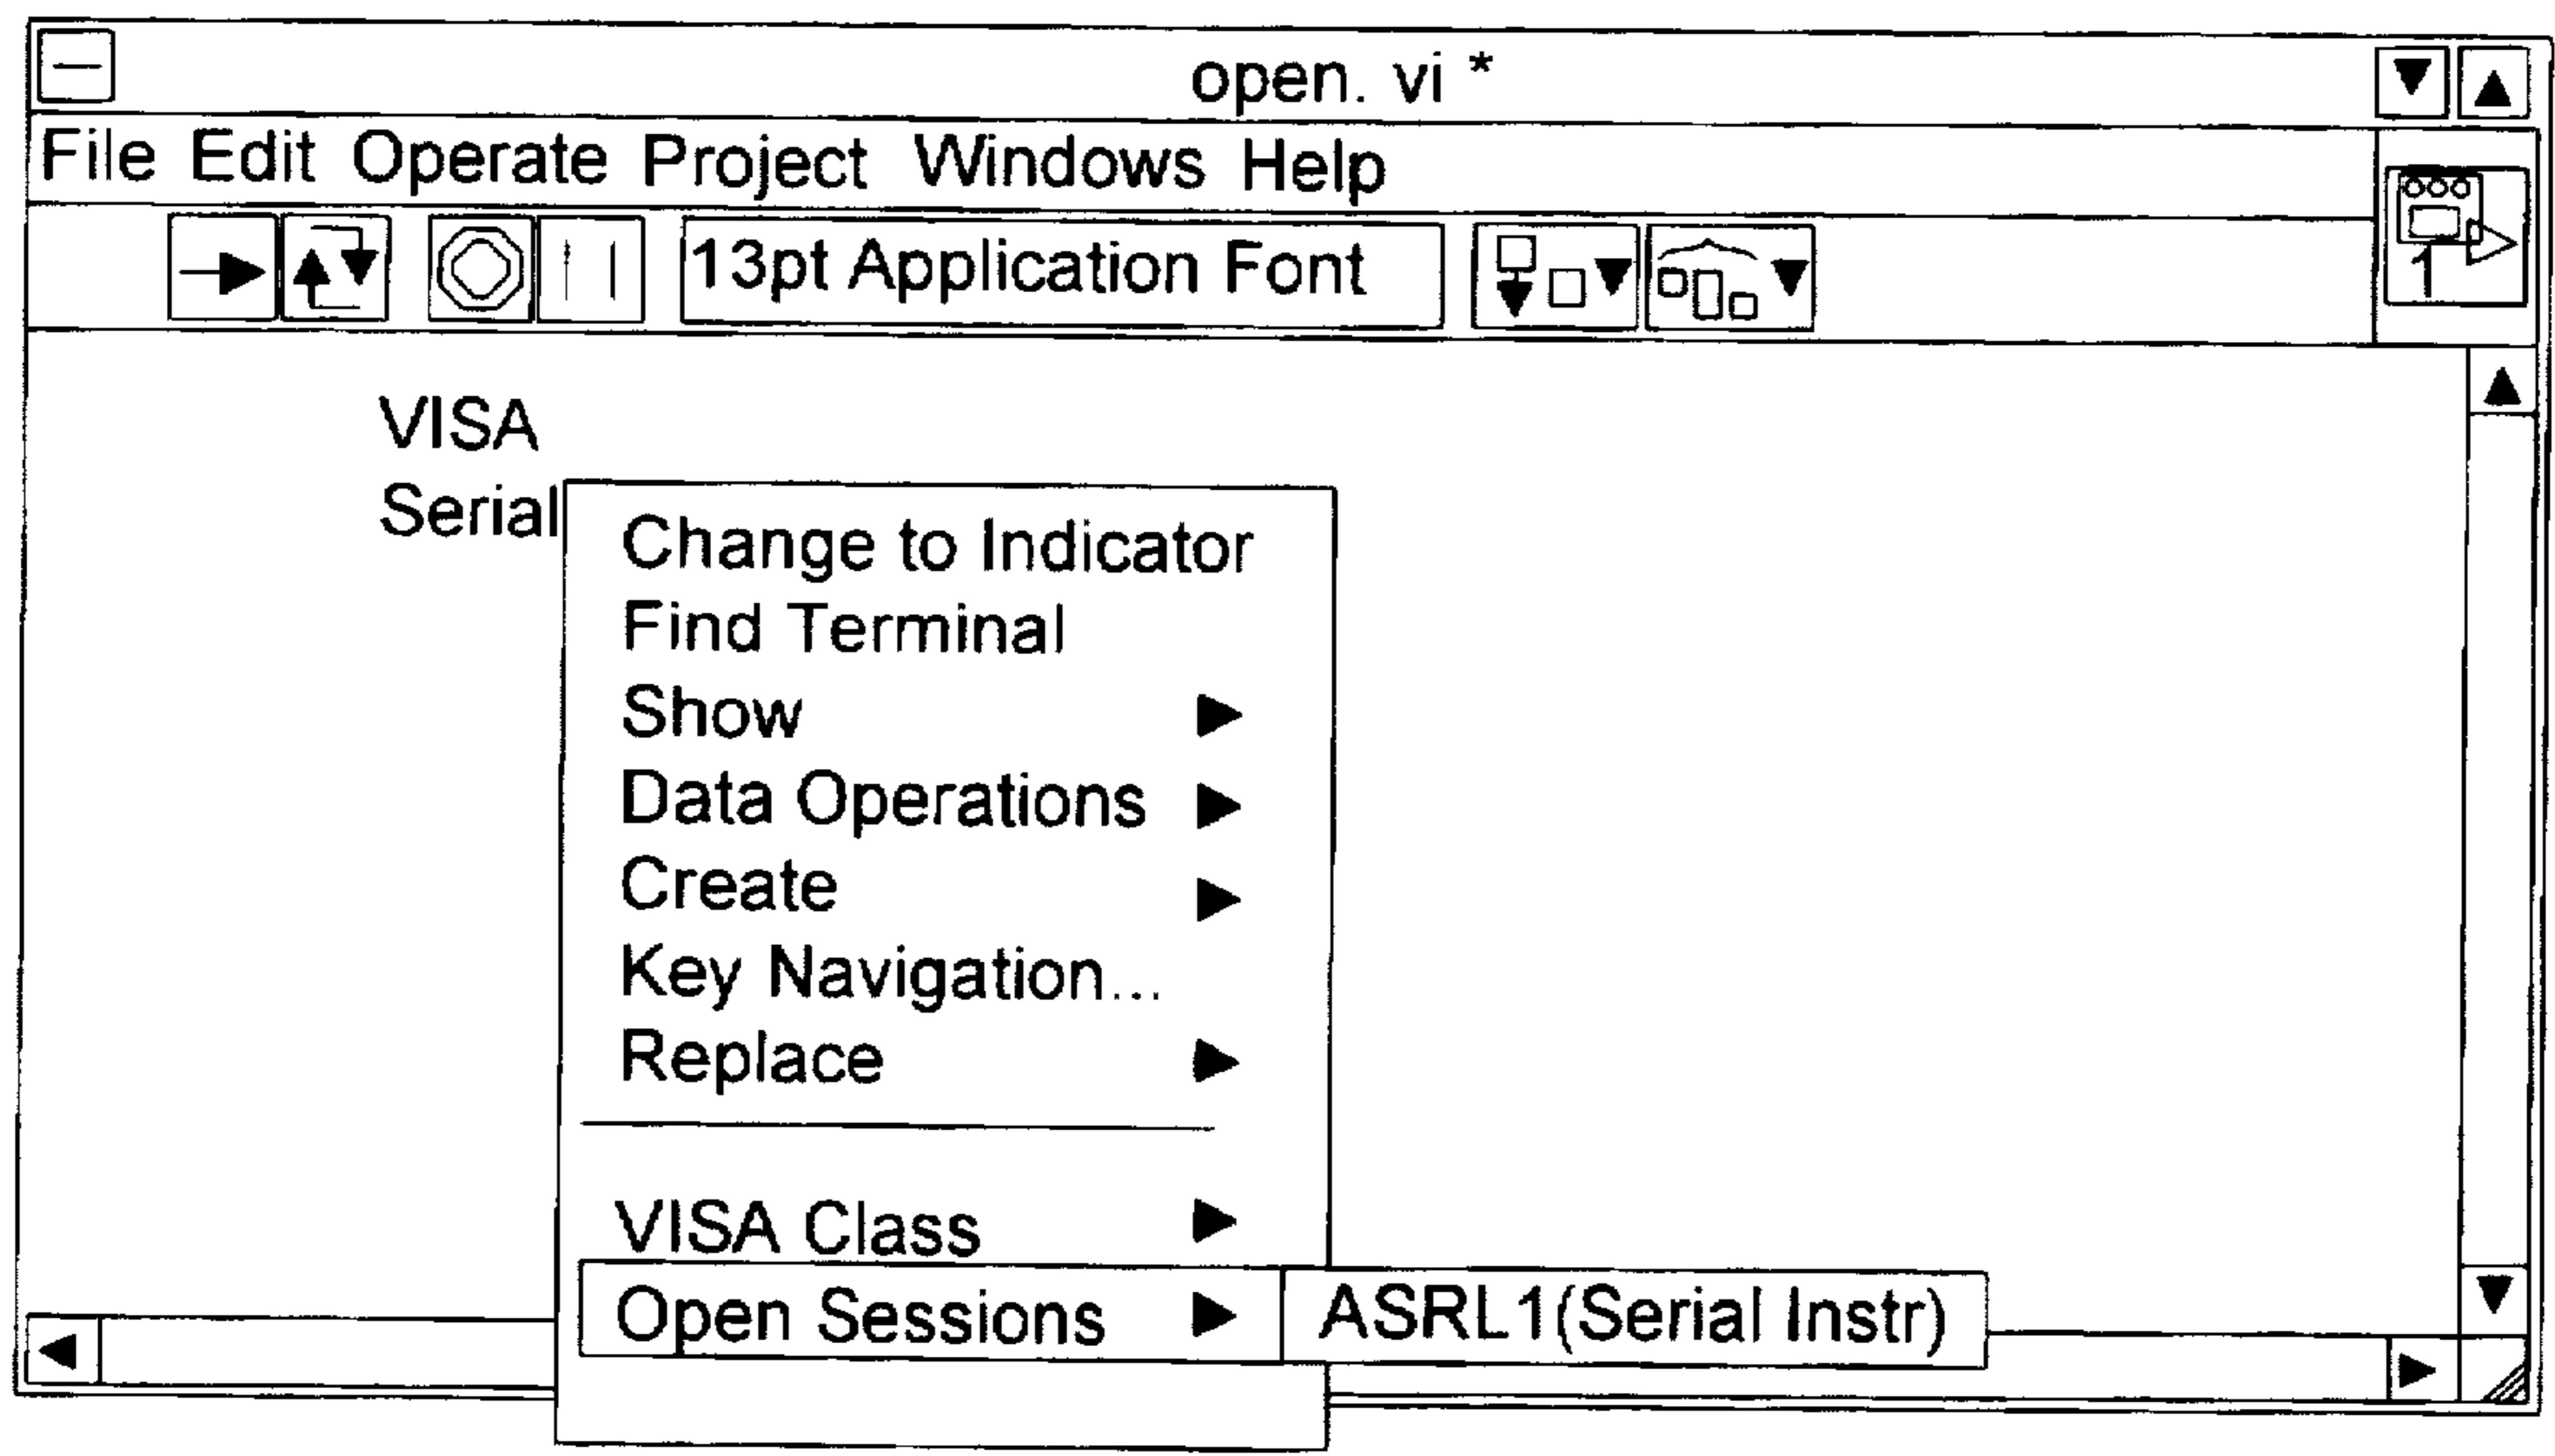 open. vi *
File Edit Operate Project Windows Help
13pt Application Font
1
VISA
Serial
Change to Indicator
Find Terminal
Show
Data Operations
Create
Key Navigation...
Replace
VISA Class
Open Sessions
ASRL1(Serial Instr)